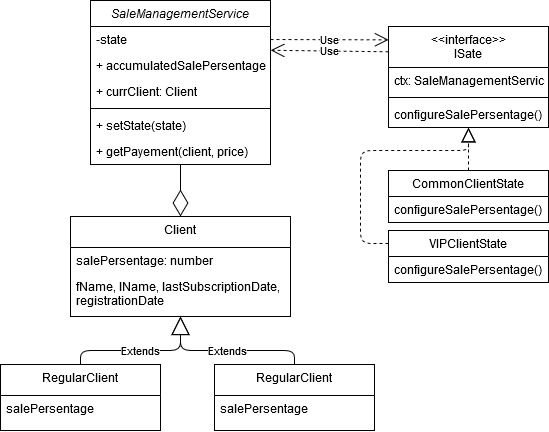 SaleManagementService
-state
+ accumulatedSalePersentage
+ currClient: Client
+ setState(state)
+ getPayement(client, price)
Use
Use
<<interface>>
ISate
ctx: SaleManagementServic
configureSalePersentage()
CommonClientState
configureSalePersentage()
VIPClientState
configureSalePersentage()
Client
salePersentage: number
fName, lName, lastSubscriptionDate,
registrationDate
Extends
Extends
RegularClient
salePersentage
RegularClient
salePersentage